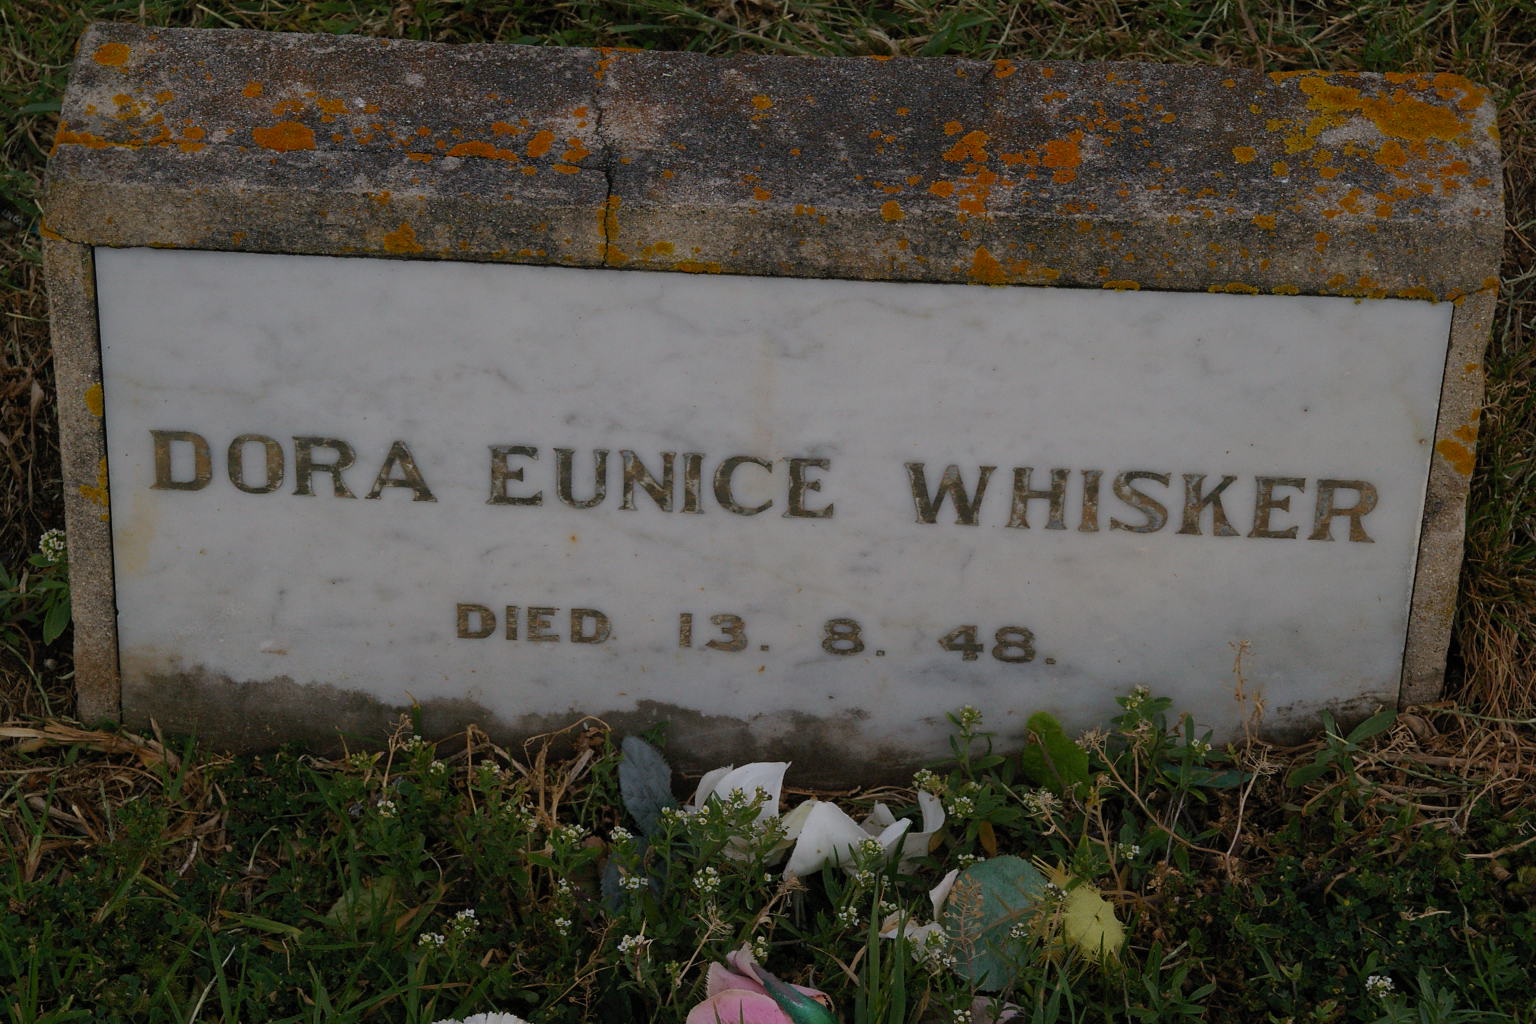 DORA EUNICE WHISKER
DIED 13. 8. 48.